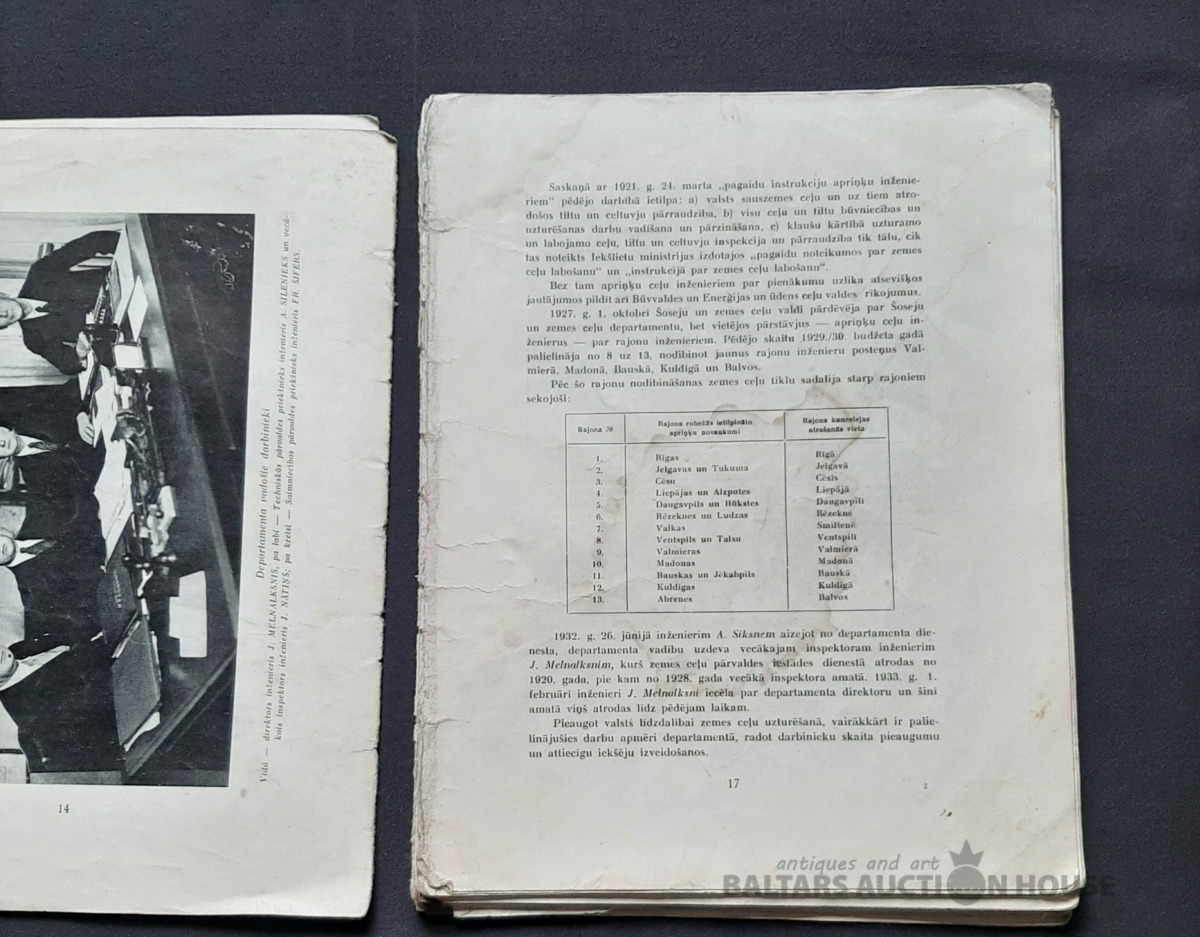 Departamenta vadošie darbinieki
Vidū — direktors inženieris J. MELNALKSNIS, pa labi — Techniskās pārvaldes priekšnieks inženieris A. SILENIEKS un vecā-
kais inspektors inženieris J. NĀTIŅŠ; pa kreisi — Saimniecības pārvaldes priekšnieks inženieris FR. ŠIFERS.
14
Saskaņā ar 1921. g. 24. marta „pagaidu instrukciju apriņķu inženie-
riem“ pēdējo darbībā ietilpa: a) valsts sauszemes ceļu un uz tiem atro-
došos tiltu un celtuvju pārraudzība, b) visu ceļu un tiltu būvniecības un
uzturēšanas darbu vadīšana un pārzināšana, c) klaušu kārtībā uzturamo
un labojamo ceļu, tiltu un celtuvju inspekcija un pārraudzība tik tālu, cik
tas noteikts Iekšlietu ministrijas izdotajos „pagaidu noteikumos par zemes
ceļu labošanu“ un „instrukcijā par zemes ceļu labošanu“.
Bez tam apriņķu ceļu inženieriem par pienākumu uzlika atsevišķos
jautājumos pildīt arī Būvvaldes un Enerģijas un ūdens ceļu valdes rīkojumus.
1927. g. 1. oktobrī Šoseju un zemes ceļu valdi pārdēvēja par Šoseju
un zemes ceļu departamentu, bet vietējos pārstāvjus — apriņķu ceļu in-
ženierus — par rajonu inženieriem. Pēdējo skaitu 1929./30. budžeta gadā
palielināja no 8 uz 13, nodibinot jaunus rajonu inženieru posteņus Val-
mierā, Madonā, Bauskā, Kuldīgā un Balvos.
Pēc šo rajonu nodibināšanas zemes ceļu tīklu sadalīja starp rajoniem
sekojoši:
Rajona № Rajona robežās ietilpināto apriņķu nosaukumi Rajona kancelejas atrašanās vieta
1. Rīgas Rīgā
2. Jelgavas un Tukuma Jelgavā
3. Cēsu Cēsīs
4. Liepājas un Aizputes Liepājā
5. Daugavpils un Ilūkstes Daugavpilī
6. Rēzeknes un Ludzas Rēzeknē
7. Valkas Smiltenē
8. Ventspils un Talsu Ventspilī
9. Valmieras Valmierā
10. Madonas Madonā
11. Bauskas un Jēkabpils Bauskā
12. Kuldīgas Kuldīgā
13. Abrenes Balvos
1932. g. 26. jūnijā inženierim A. Siksnem aizejot no departamenta die-
nesta, departamenta vadību uzdeva vecākajam inspektoram inženierim
J. Melnalksnim, kurš zemes ceļu pārvaldes iestādes dienestā atrodas no
1920. gada, pie kam no 1928. gada vecākā inspektora amatā. 1933. g. 1.
februārī inženieri J. Melnalksni iecēla par departamenta direktoru un šinī
amatā viņš atrodas līdz pēdējam laikam.
Pieaugot valsts līdzdalībai zemes ceļu uzturēšanā, vairākkārt ir palie-
linājušies darbu apmēri departamentā, radot darbinieku skaita pieaugumu
un attiecīgu iekšēju izveidošanos.
17
2
antiques and art
BALTARS AUCTION HOUSE